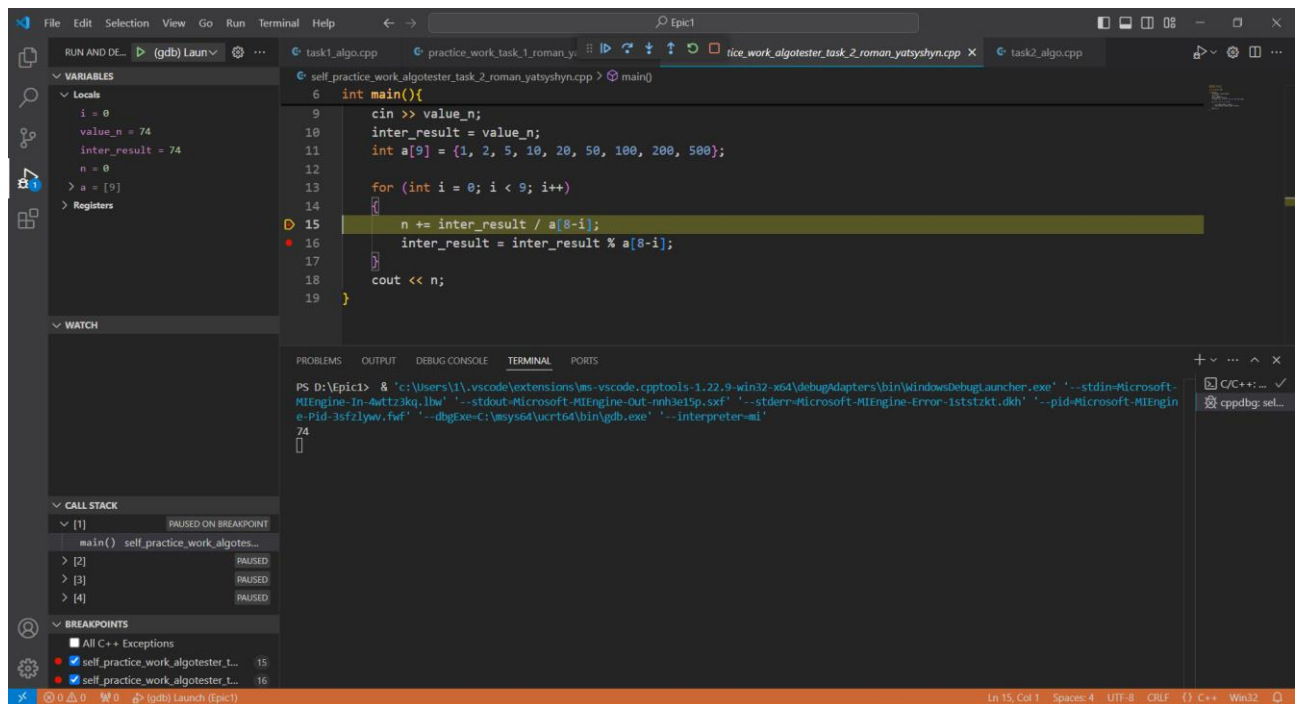 File Edit Selection View Go Run Terminal Help
Epic1
RUN AND DE... (gdb) Laun
task1_algo.cpp
practice_work_task_1_roman_y
tice_work_algotester_task_2_roman_yatsyshyn.cpp
task2_algo.cpp
VARIABLES
Locals
i = 0
value_n = 74
inter_result = 74
n = 0
a = [9]
Registers
self_practice_work_algotester_task_2_roman_yatsyshyn.cpp > main()
6 int main(){
9 cin >> value_n;
10 inter_result = value_n;
11 int a[9] = {1, 2, 5, 10, 20, 50, 100, 200, 500};
12
13 for (int i = 0; i < 9; i++)
14 {
15 n += inter_result / a[8-i];
16 inter_result = inter_result % a[8-i];
17 }
18 cout << n;
19 }
WATCH
PROBLEMS OUTPUT DEBUG CONSOLE TERMINAL PORTS
PS D:\Epic1> & 'c:\Users\1\.vscode\extensions\ms-vscode.cpptools-1.22.9-win32-x64\debugAdapters\bin\WindowsDebugLauncher.exe' '--stdin=Microsoft-
MIEngine-In-4wttz3kq.lbw' '--stdout=Microsoft-MIEngine-Out-nnh3e15p.sxf' '--stderr=Microsoft-MIEngine-Error-1ststzkt.dkh' '--pid=Microsoft-MIEngin
e-Pid-3sfzlywv.fwf' '--dbgExe=C:\msys64\ucrt64\bin\gdb.exe' '--interpreter=mi'
74
C/C++: ...
cppdbg: sel...
CALL STACK
[1] PAUSED ON BREAKPOINT
main() self_practice_work_algotes...
[2] PAUSED
[3] PAUSED
[4] PAUSED
BREAKPOINTS
All C++ Exceptions
self_practice_work_algotester_t... 15
self_practice_work_algotester_t... 16
0 0 0 (gdb) Launch (Epic1)
Ln 15, Col 1 Spaces: 4 UTF-8 CRLF {} C++ Win32